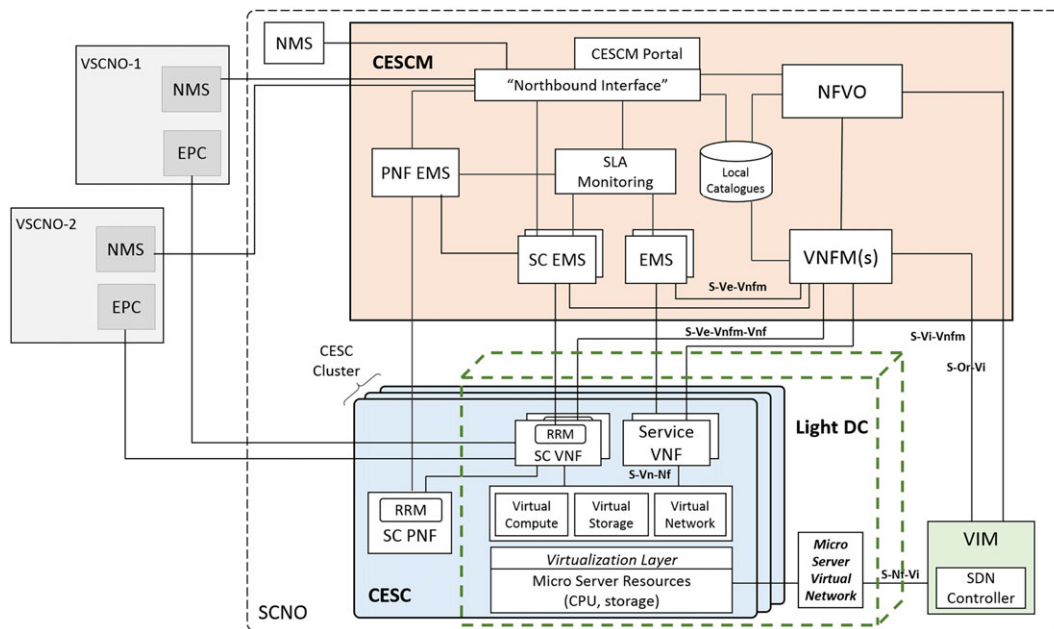 VSCNO-1
NMS
EPC
VSCNO-2
NMS
EPC
NMS
CESCM
CESCM Portal
“Northbound Interface”
NFVO
PNF EMS
SLA
Monitoring
Local
Catalogues
SC EMS
EMS
VNFM(s)
S-Ve-Vnfm
S-Ve-Vnfm-Vnf
S-Vi-Vnfm
S-Or-Vi
CESC
Cluster
Light DC
RRM
SC VNF
Service
VNF
S-Vn-Nf
RRM
SC PNF
Virtual
Compute
Virtual
Storage
Virtual
Network
Virtualization Layer
Micro Server Resources
(CPU, storage)
Micro
Server
Virtual
Network
S-Nf-Vi
VIM
SDN
Controller
CESC
SCNO